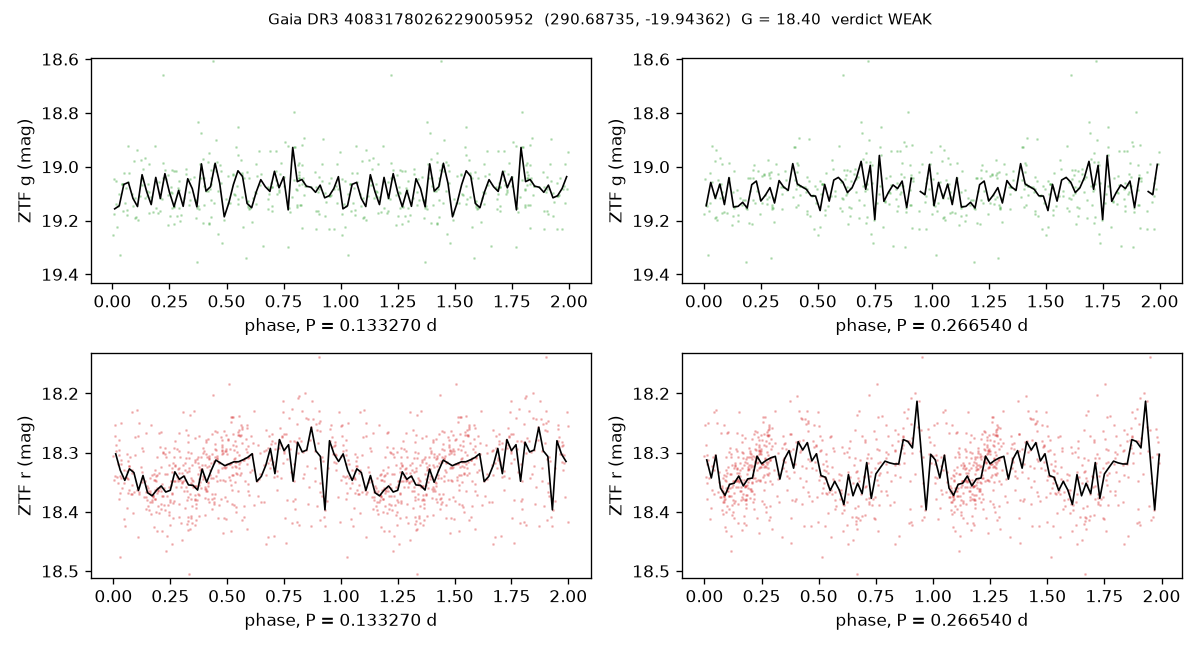 Gaia DR3 4083178026229005952 (290.68735, -19.94362) G = 18.40 verdict WEAK
ZTF g (mag)
18.6
18.8
19.0
19.2
19.4
0.00 0.25 0.50 0.75 1.00 1.25 1.50 1.75 2.00
phase, P = 0.133270 d
ZTF g (mag)
18.6
18.8
19.0
19.2
19.4
0.00 0.25 0.50 0.75 1.00 1.25 1.50 1.75 2.00
phase, P = 0.266540 d
ZTF r (mag)
18.2
18.3
18.4
18.5
0.00 0.25 0.50 0.75 1.00 1.25 1.50 1.75 2.00
phase, P = 0.133270 d
ZTF r (mag)
18.2
18.3
18.4
18.5
0.00 0.25 0.50 0.75 1.00 1.25 1.50 1.75 2.00
phase, P = 0.266540 d